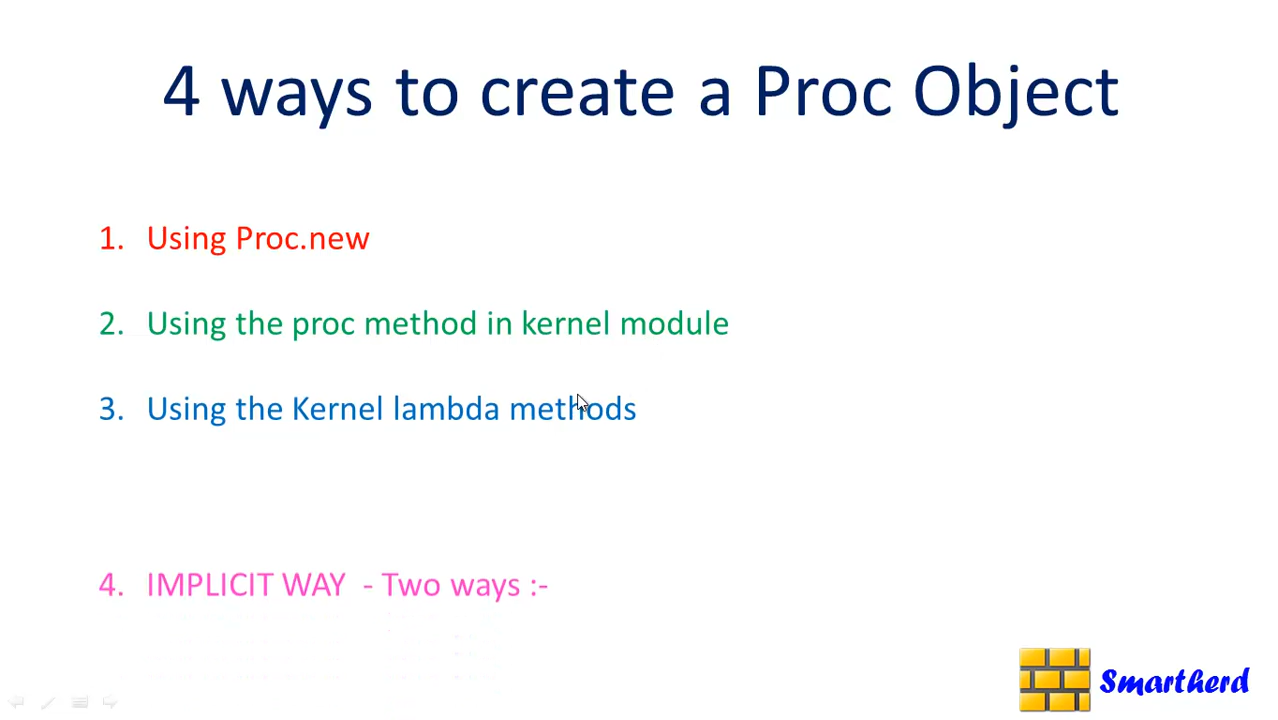 4 ways to create a Proc Object
1. Using Proc.new
2. Using the proc method in kernel module
3. Using the Kernel lambda methods
4. IMPLICIT WAY - Two ways :-
Smartherd